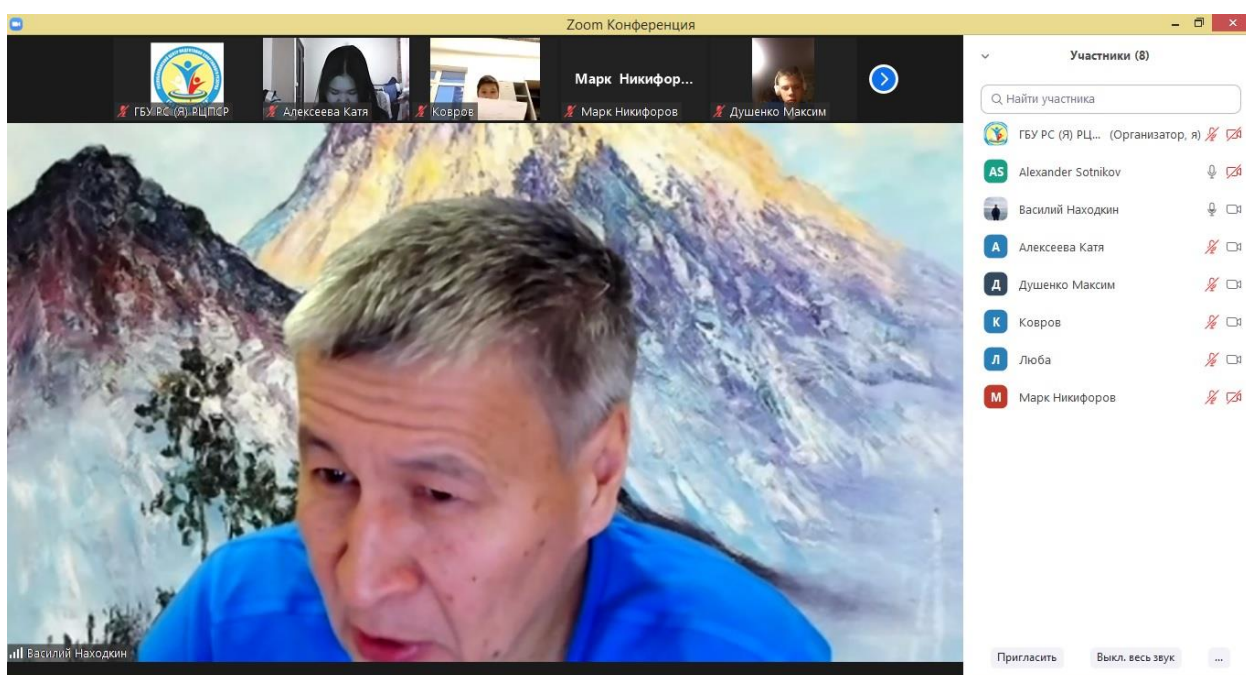 Zoom Конференция
ГБУ РС (Я) РЦПСР
Алексеева Катя
Ковров
Марк Никифор...
Марк Никифоров
Душенко Максим
Василий Находкин
Участники (8)
Найти участника
ГБУ РС (Я) РЦ... (Организатор, я)
AS Alexander Sotnikov
Василий Находкин
А Алексеева Катя
Д Душенко Максим
К Ковров
Л Люба
М Марк Никифоров
Пригласить Выкл. весь звук ...